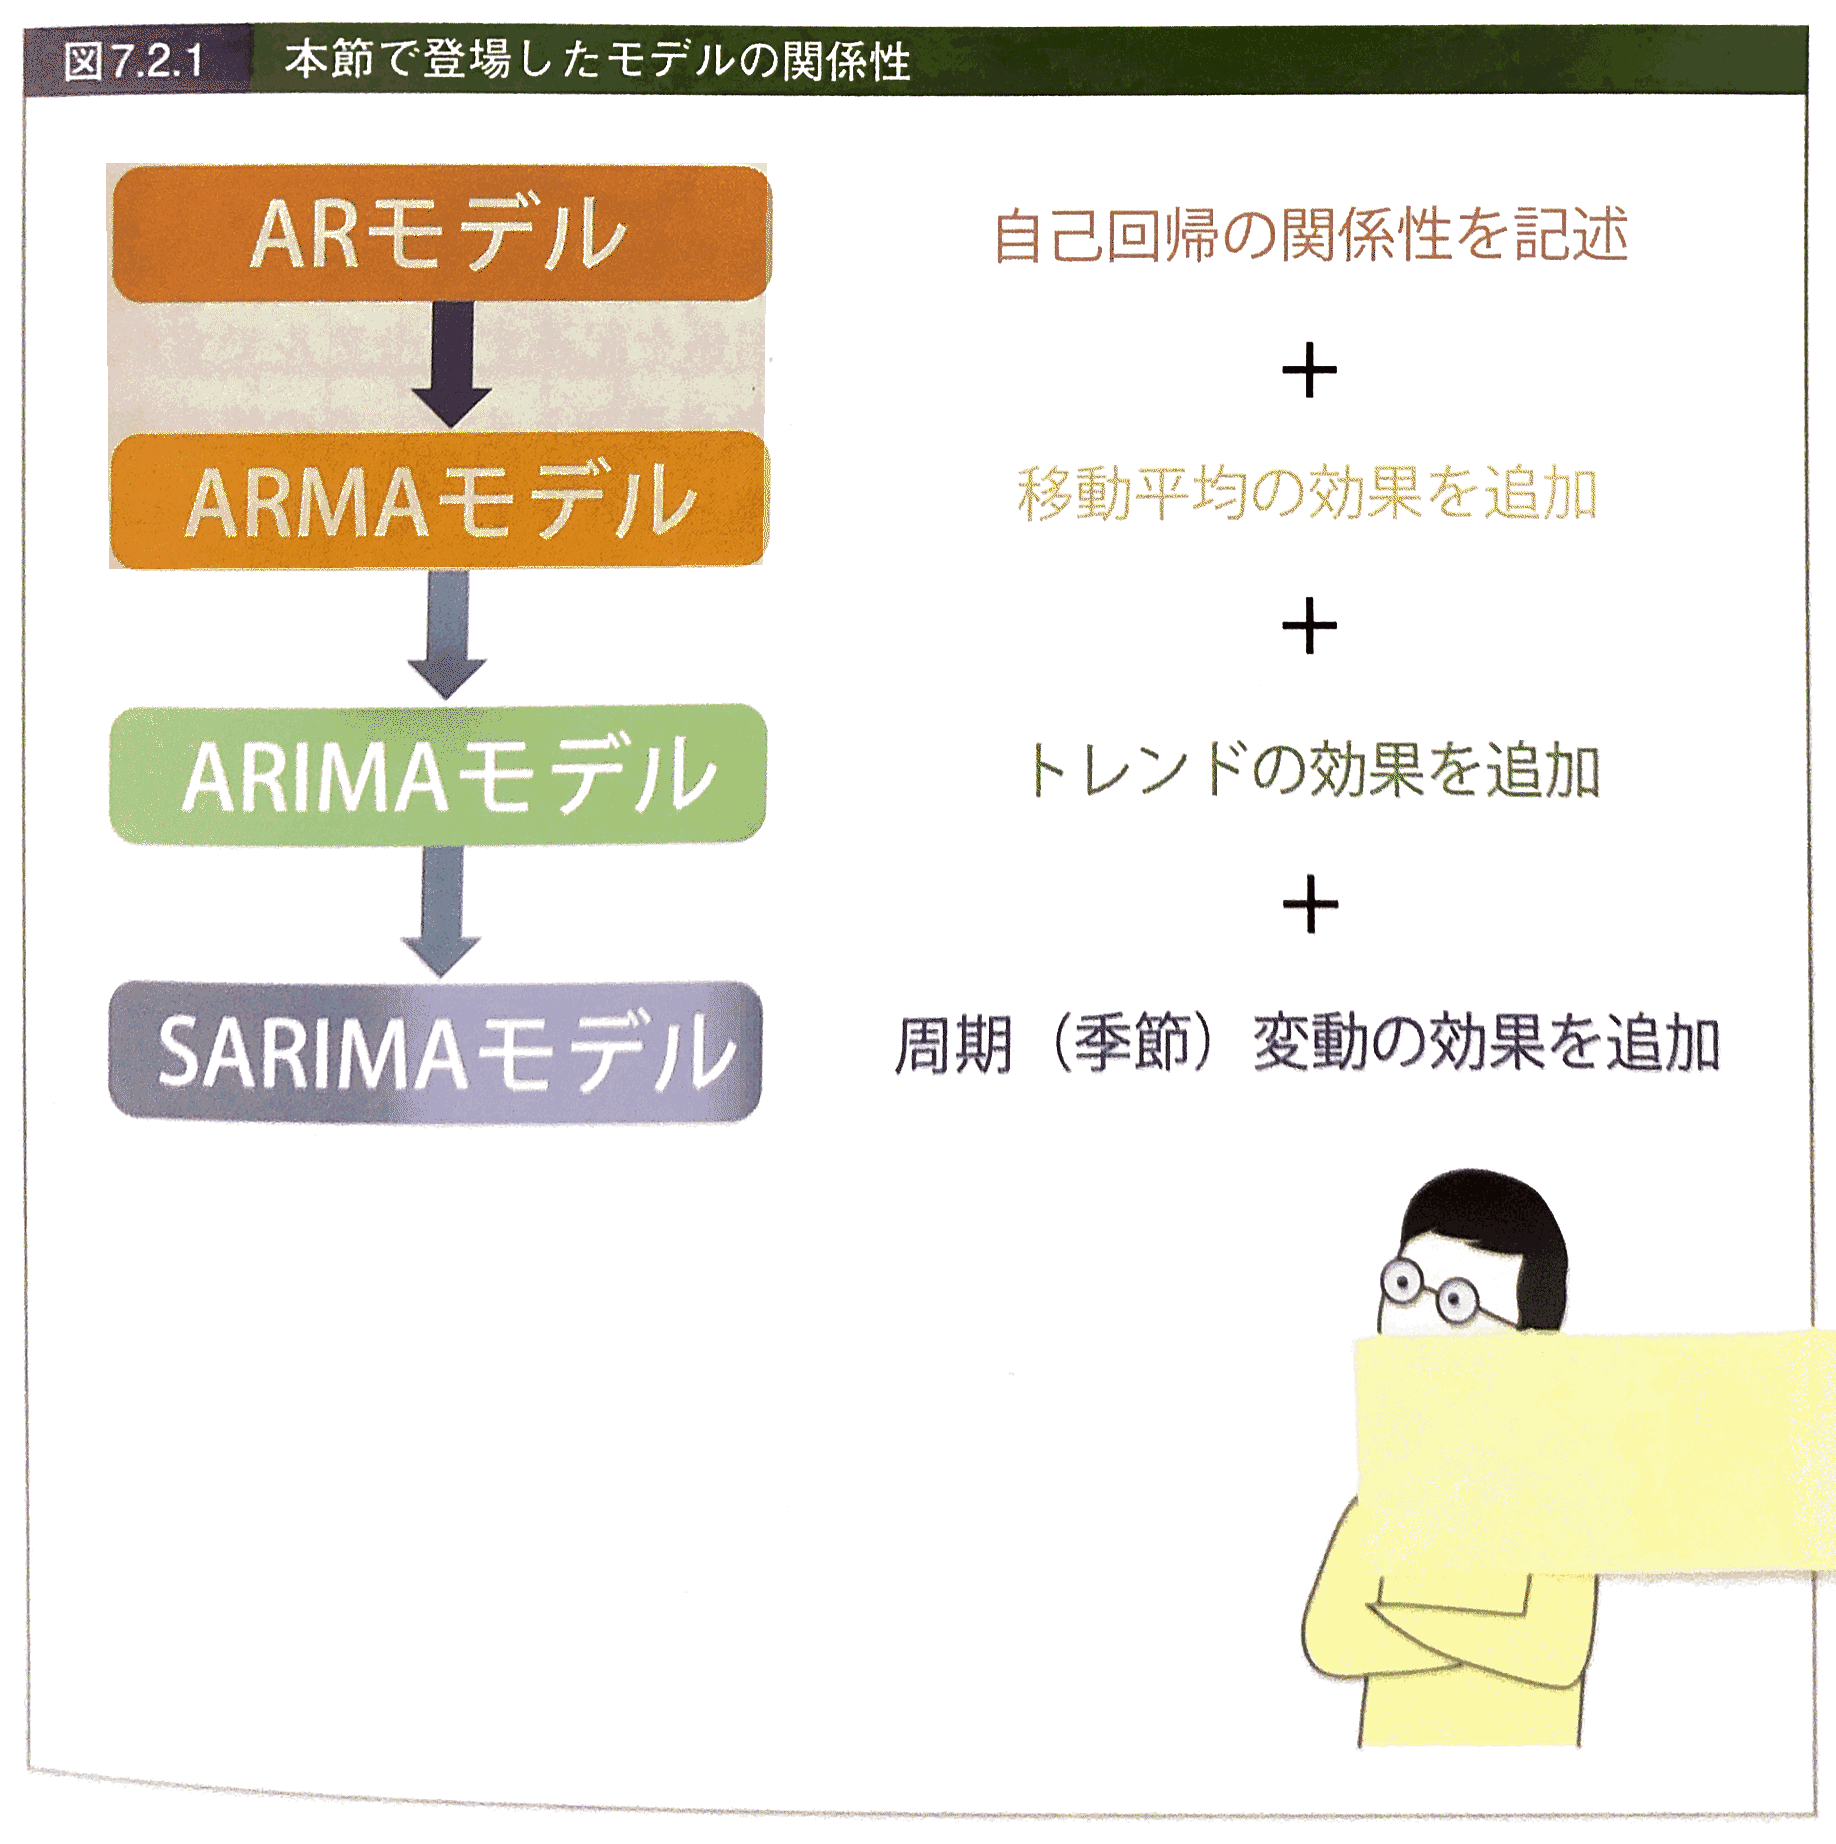 図7.2.1 本節で登場したモデルの関係性
ARモデル
自己回帰の関係性を記述
+
ARMAモデル
移動平均の効果を追加
+
ARIMAモデル
トレンドの効果を追加
+
SARIMAモデル
周期（季節）変動の効果を追加